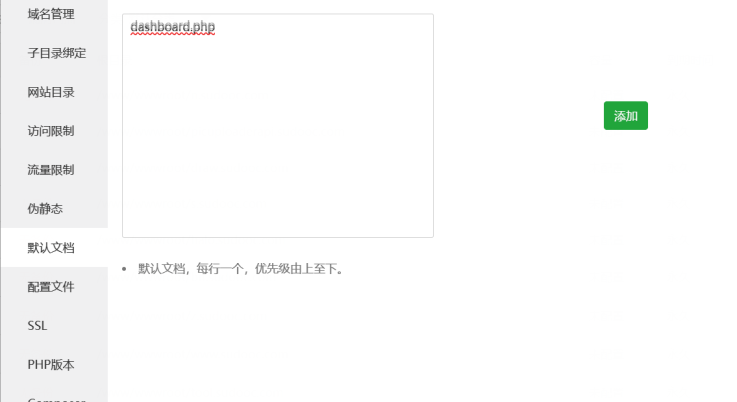 域名管理
子目录绑定
网站目录
访问限制
流量限制
伪静态
默认文档
配置文件
SSL
PHP版本
Composer
dashboard.php
添加
默认文档，每行一个，优先级由上至下。